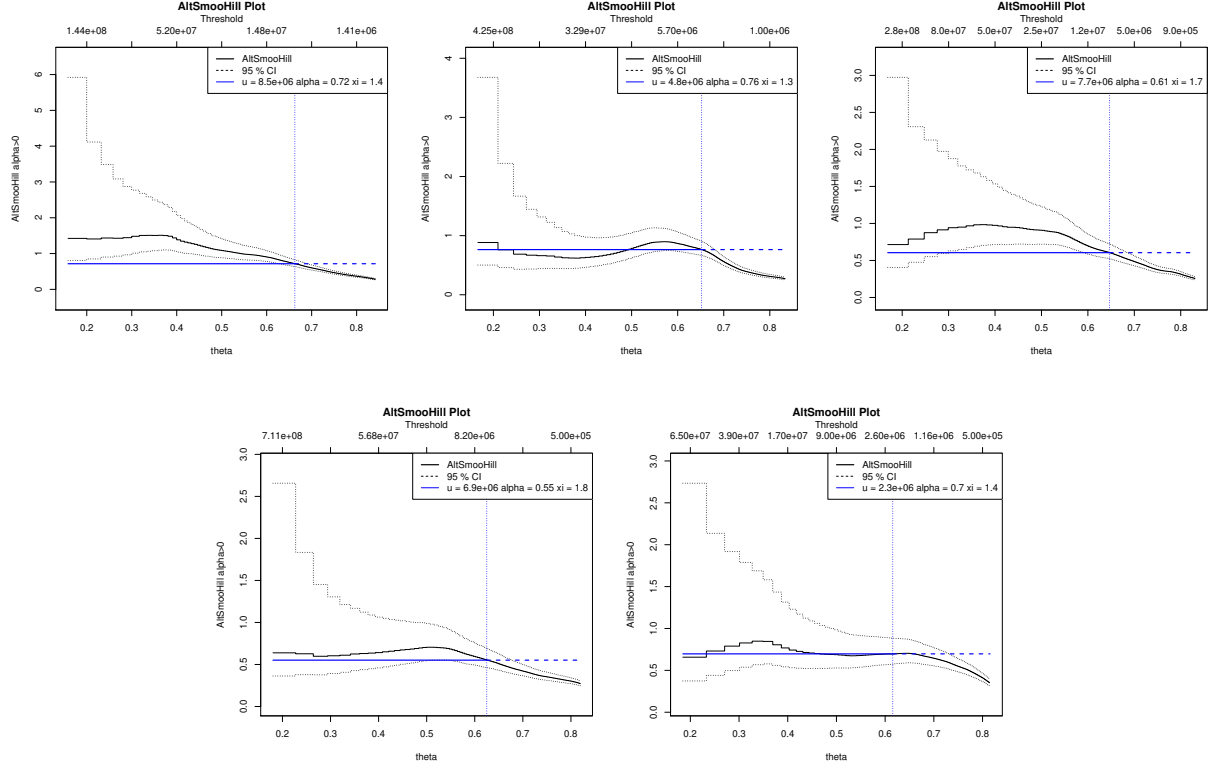 AltSmooHill Plot
Threshold
1.44e+08 5.20e+07 1.48e+07 1.41e+06
AltSmooHill
95 % CI
u = 8.5e+06 alpha = 0.72 xi = 1.4
AltSmooHill alpha>0
6
5
4
3
2
1
0
0.2 0.3 0.4 0.5 0.6 0.7 0.8
theta
AltSmooHill Plot
Threshold
4.25e+08 3.29e+07 5.70e+06 1.00e+06
AltSmooHill
95 % CI
u = 4.8e+06 alpha = 0.76 xi = 1.3
AltSmooHill alpha>0
4
3
2
1
0
0.2 0.3 0.4 0.5 0.6 0.7 0.8
theta
AltSmooHill Plot
Threshold
2.8e+08 8.0e+07 5.0e+07 2.5e+07 1.2e+07 5.0e+06 9.0e+05
AltSmooHill
95 % CI
u = 7.7e+06 alpha = 0.61 xi = 1.7
AltSmooHill alpha>0
3.0
2.5
2.0
1.5
1.0
0.5
0.0
0.2 0.3 0.4 0.5 0.6 0.7 0.8
theta
AltSmooHill Plot
Threshold
7.11e+08 5.68e+07 8.20e+06 5.00e+05
AltSmooHill
95 % CI
u = 6.9e+06 alpha = 0.55 xi = 1.8
AltSmooHill alpha>0
3.0
2.5
2.0
1.5
1.0
0.5
0.0
0.2 0.3 0.4 0.5 0.6 0.7 0.8
theta
AltSmooHill Plot
Threshold
6.50e+07 3.90e+07 1.70e+07 9.00e+06 2.60e+06 1.16e+06 5.00e+05
AltSmooHill
95 % CI
u = 2.3e+06 alpha = 0.7 xi = 1.4
AltSmooHill alpha>0
3.0
2.5
2.0
1.5
1.0
0.5
0.0
0.2 0.3 0.4 0.5 0.6 0.7 0.8
theta